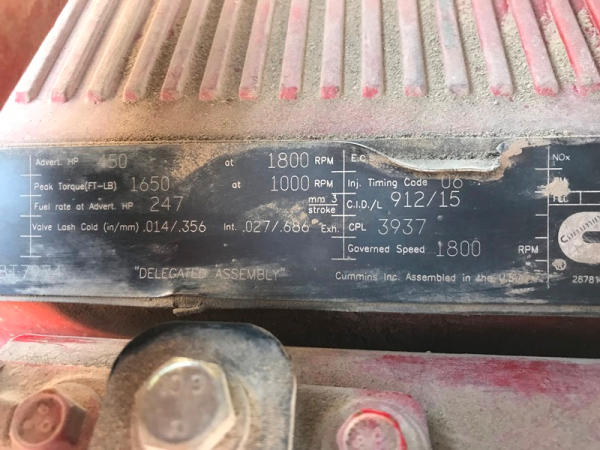 Advert. HP 450 at 1800 RPM
Peak Torque(FT-LB) 1650 at 1000 RPM
Fuel rate at Advert. HP 247 mm 3 stroke
Valve Lash Cold (in/mm) .014/.356 Int. .027/.686 Exh.
"DELEGATED ASSEMBLY"
E.C.
Inj. Timing Code 06
C.I.D./L 912/15
CPL 3937
Governed Speed 1800 RPM
Cummins Inc. Assembled in the U.S.
NOx
FEL
Cummin